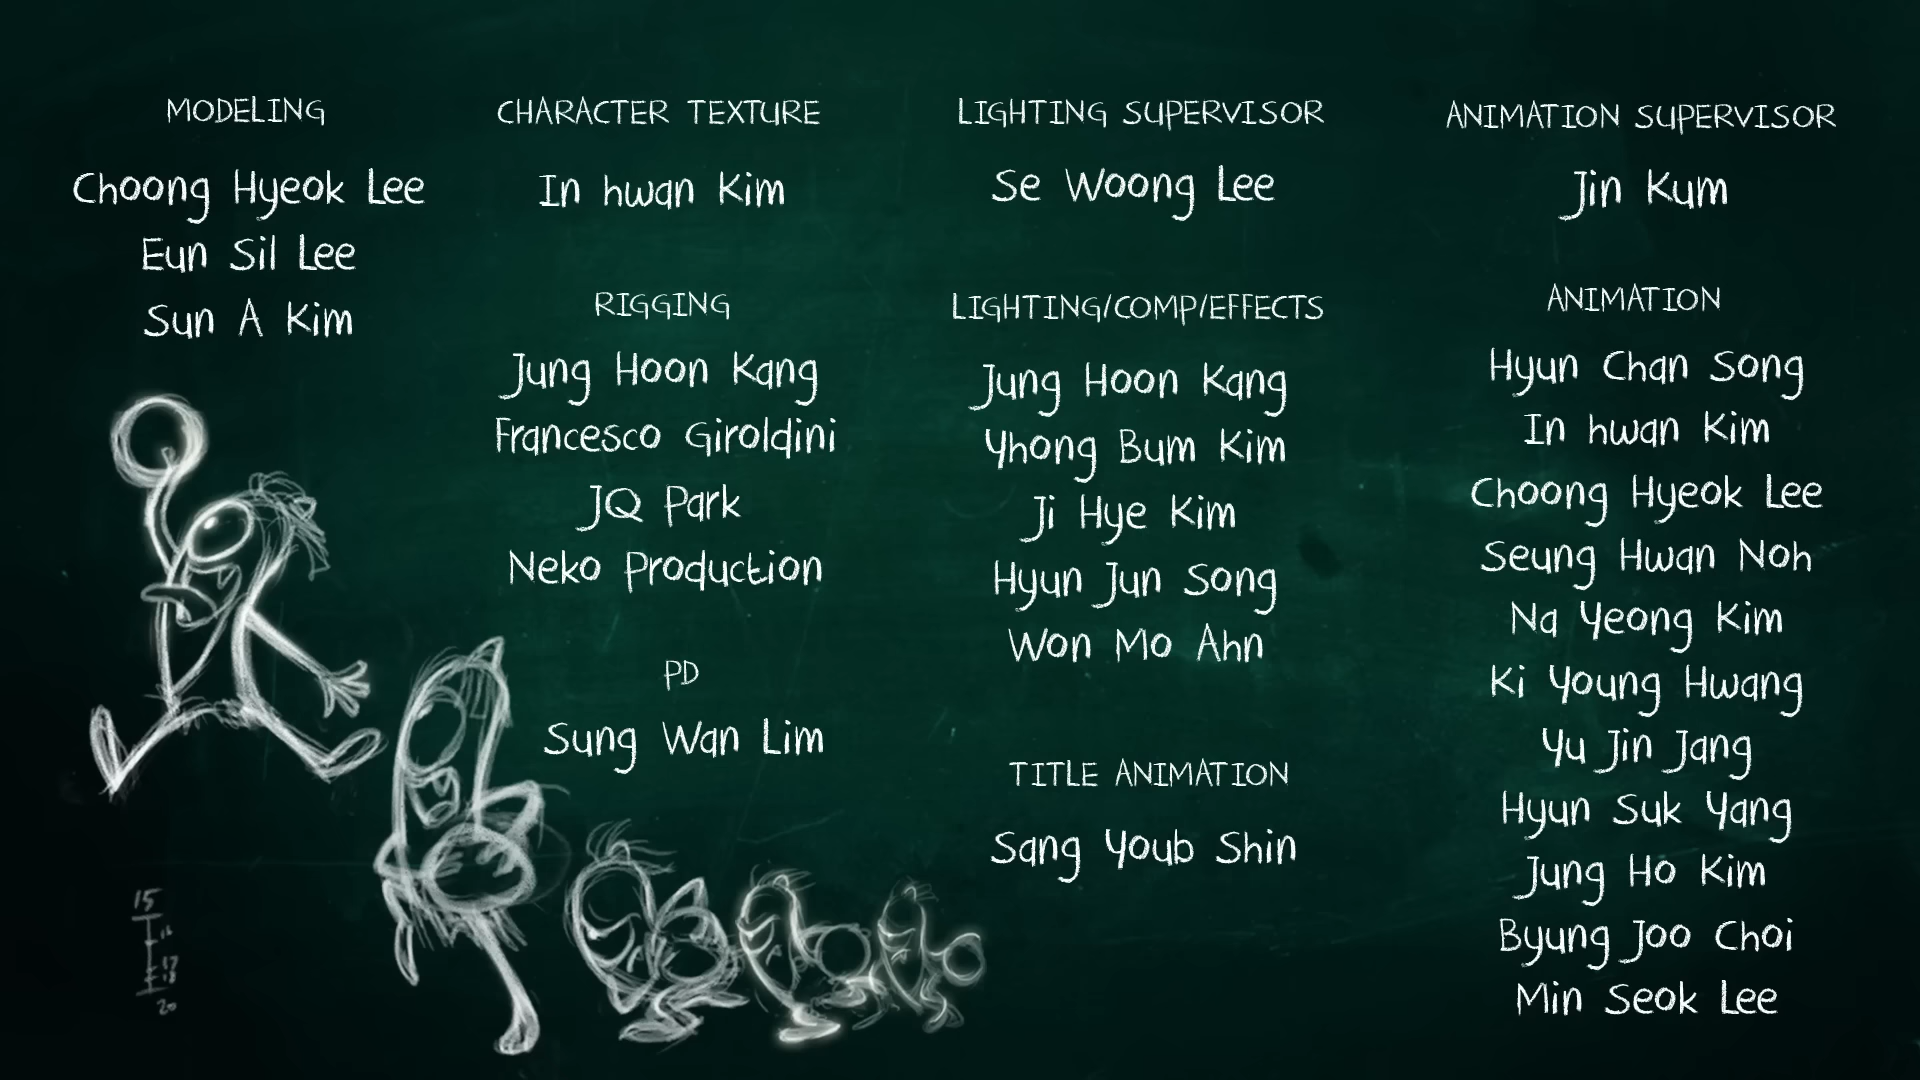 MODELING
Choong Hyeok Lee
Eun Sil Lee
Sun A Kim
CHARACTER TEXTURE
In hwan Kim
RIGGING
Jung Hoon Kang
Francesco Giroldini
JQ Park
Neko Production
PD
Sung Wan Lim
LIGHTING SUPERVISOR
Se Woong Lee
LIGHTING/COMP/EFFECTS
Jung Hoon Kang
Yhong Bum Kim
Ji Hye Kim
Hyun Jun Song
Won Mo Ahn
TITLE ANIMATION
Sang Youb Shin
ANIMATION SUPERVISOR
Jin Kum
ANIMATION
Hyun Chan Song
In hwan Kim
Choong Hyeok Lee
Seung Hwan Noh
Na Yeong Kim
Ki Young Hwang
Yu Jin Jang
Hyun Suk Yang
Jung Ho Kim
Byung Joo Choi
Min Seok Lee
15
17
18
20